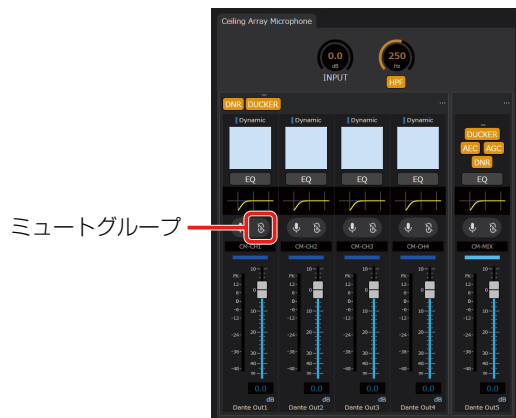 Ceiling Array Microphone
0.0
dB
INPUT
250
Hz
HPF
DNR DUCKER
...
...
Dynamic Dynamic Dynamic Dynamic
DUCKER
AEC AGC
DNR
EQ EQ EQ EQ EQ
ミュートグループ
CM-CH1 CM-CH2 CM-CH3 CM-CH4 CM-MIX
0.0 0.0 0.0 0.0 0.0
dB dB dB dB dB
Dante Out1 Dante Out2 Dante Out3 Dante Out4 Dante Out5